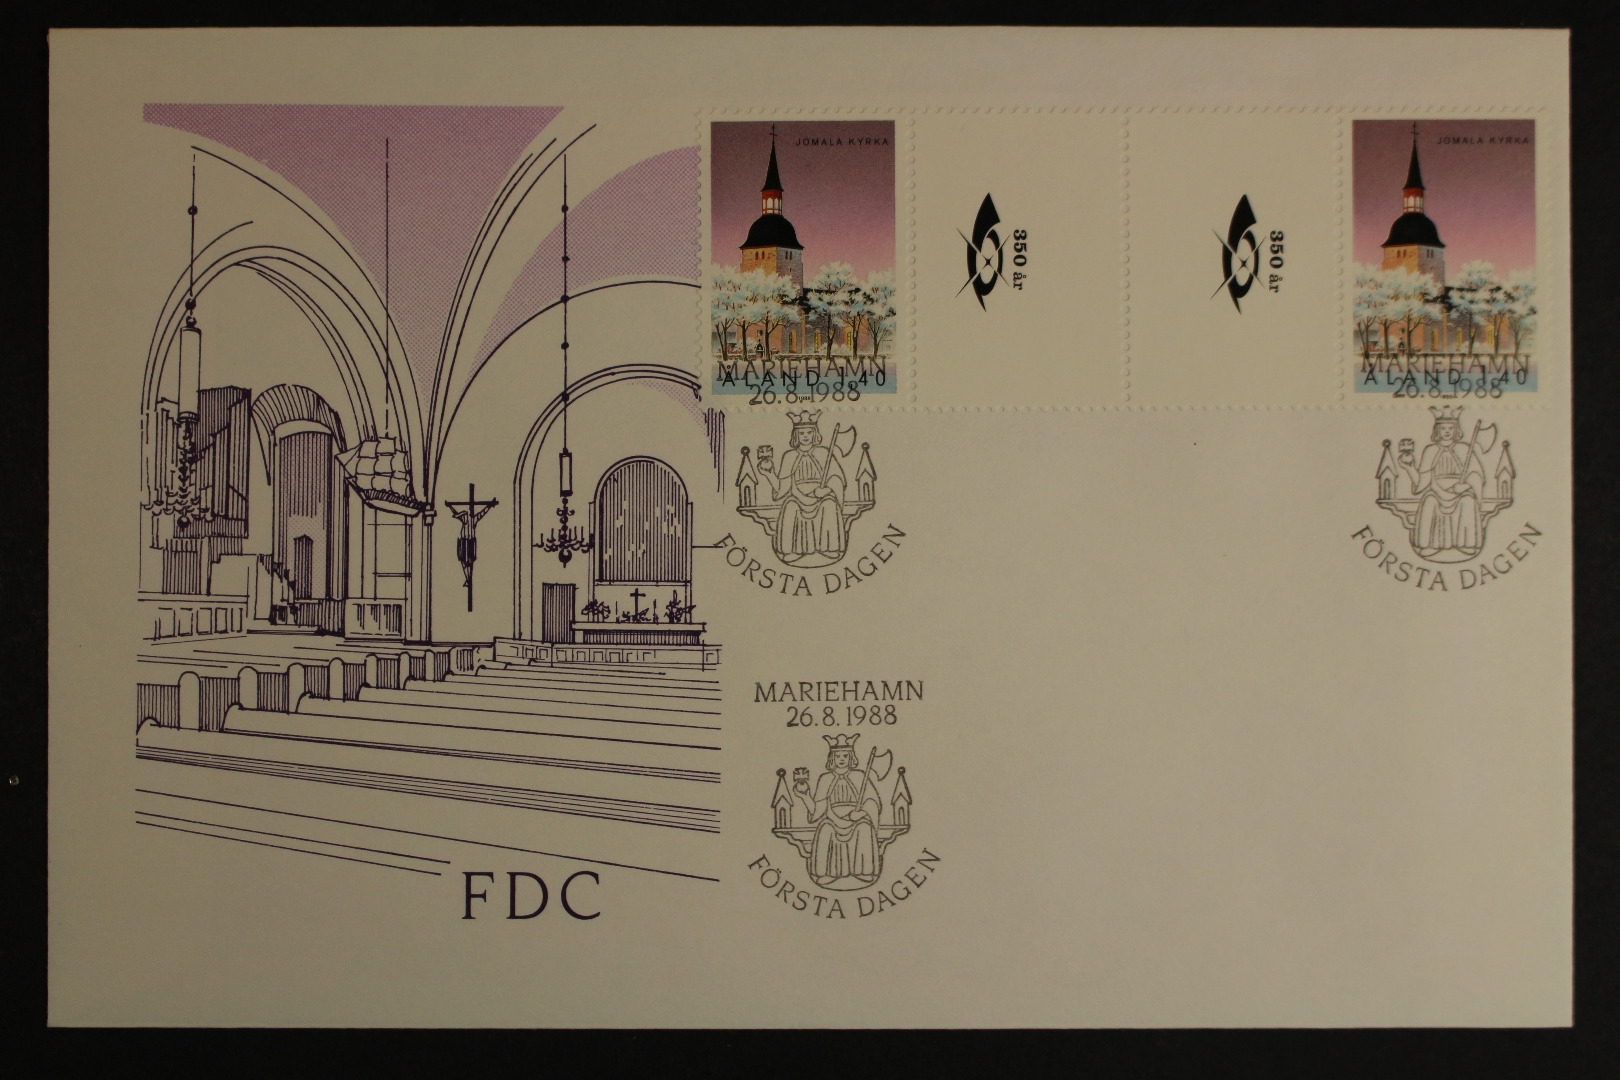 JOMALA KYRKA
ÅLAND 1,40
MARIEHAMN
26.8.1988
FÖRSTA DAGEN
350 år
350 år
JOMALA KYRKA
ÅLAND 1,40
MARIEHAMN
26.8.1988
FÖRSTA DAGEN
MARIEHAMN
26.8.1988
FÖRSTA DAGEN
FDC